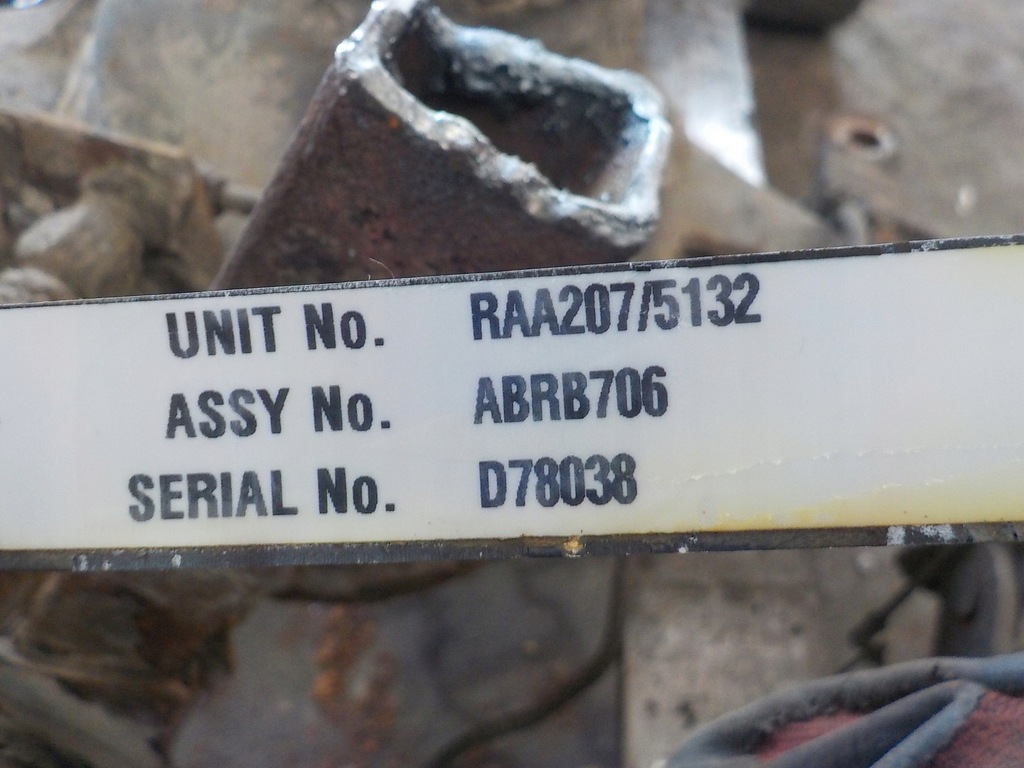 UNIT No. RAA207/5132
ASSY No. ABRB706
SERIAL No. D78038